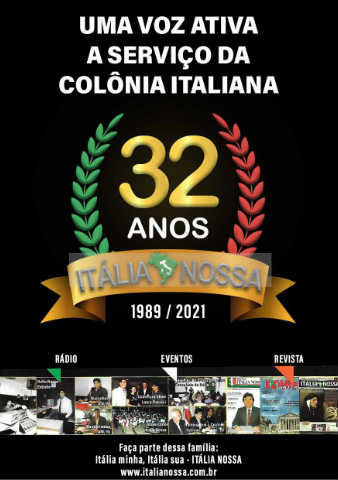 UMA VOZ ATIVA
A SERVIÇO DA
COLÔNIA ITALIANA
32
ANOS
ITÁLIA NOSSA
1989 / 2021
RÁDIO
EVENTOS
REVISTA
Faça parte dessa família:
Itália minha, Itália sua - ITÁLIA NOSSA
www.italianossa.com.br